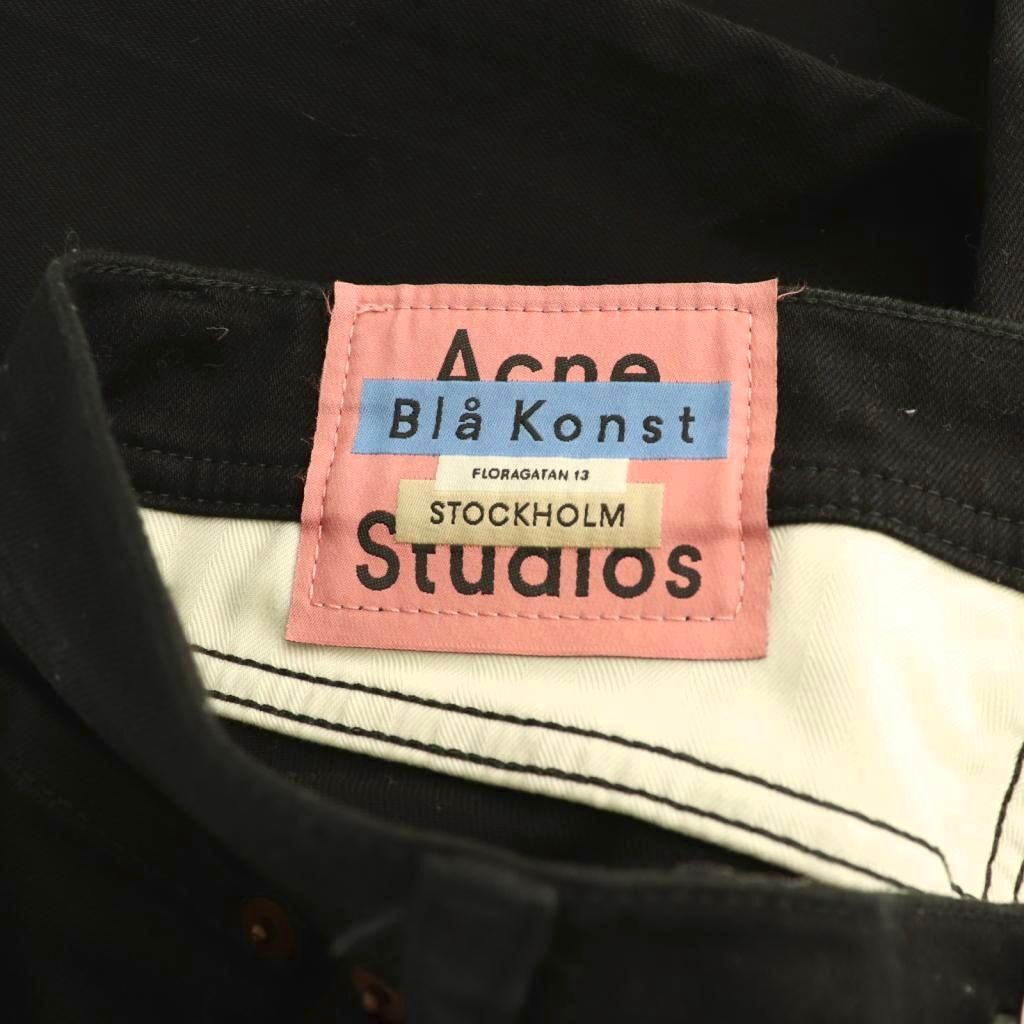 Acne
Blå Konst
FLORAGATAN 13
STOCKHOLM
Studios